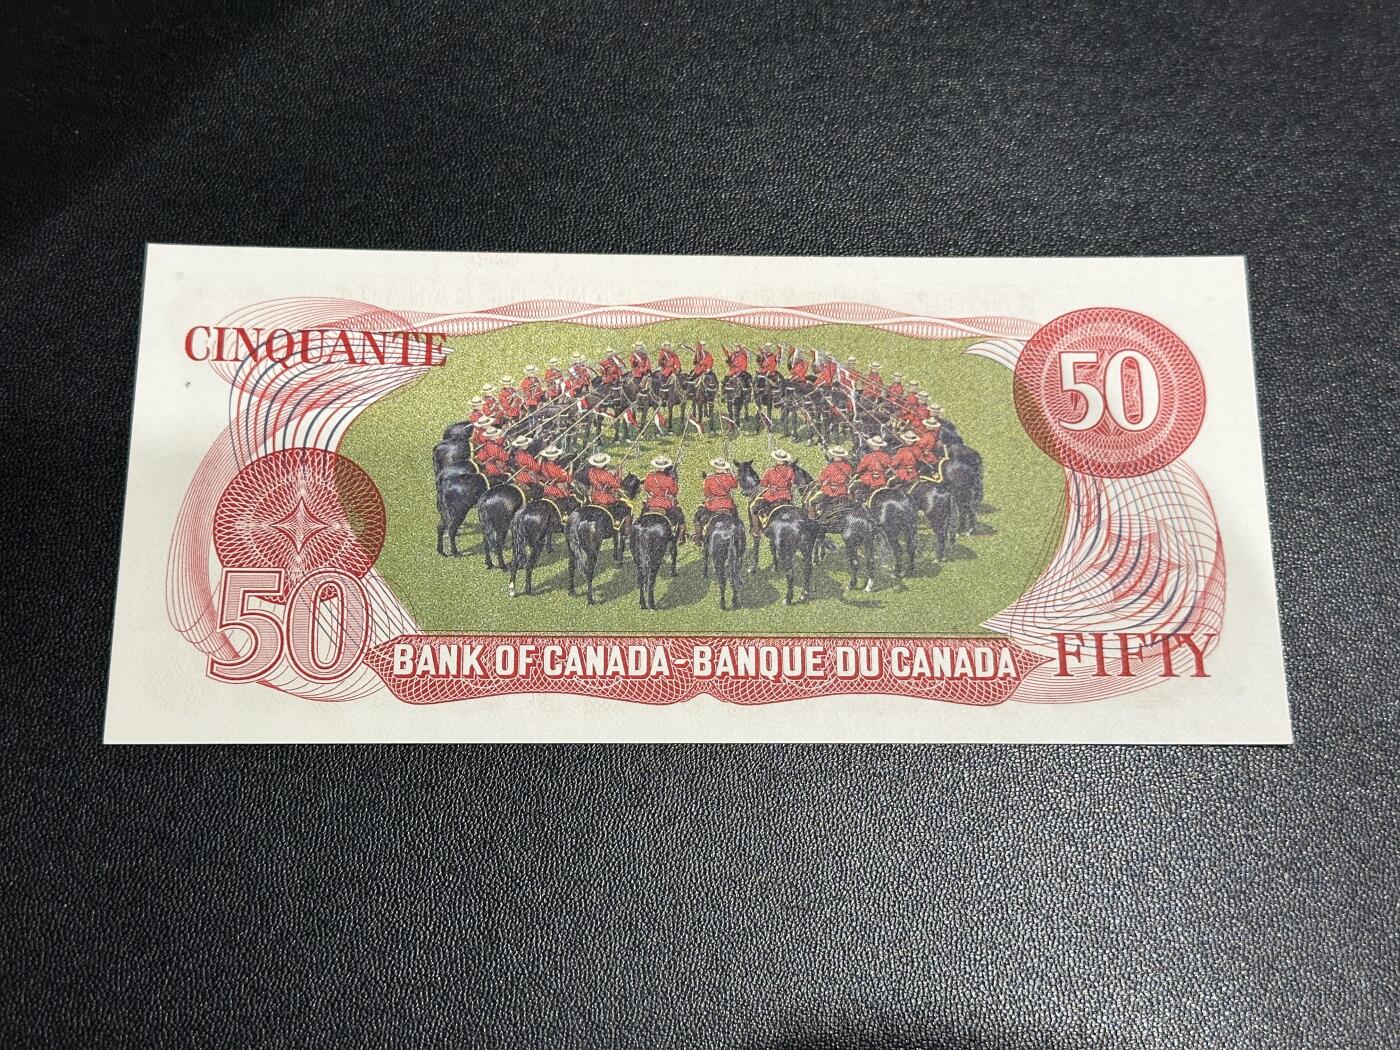 CINQUANTE
50
50
BANK OF CANADA-BANQUE DU CANADA
FIFTY